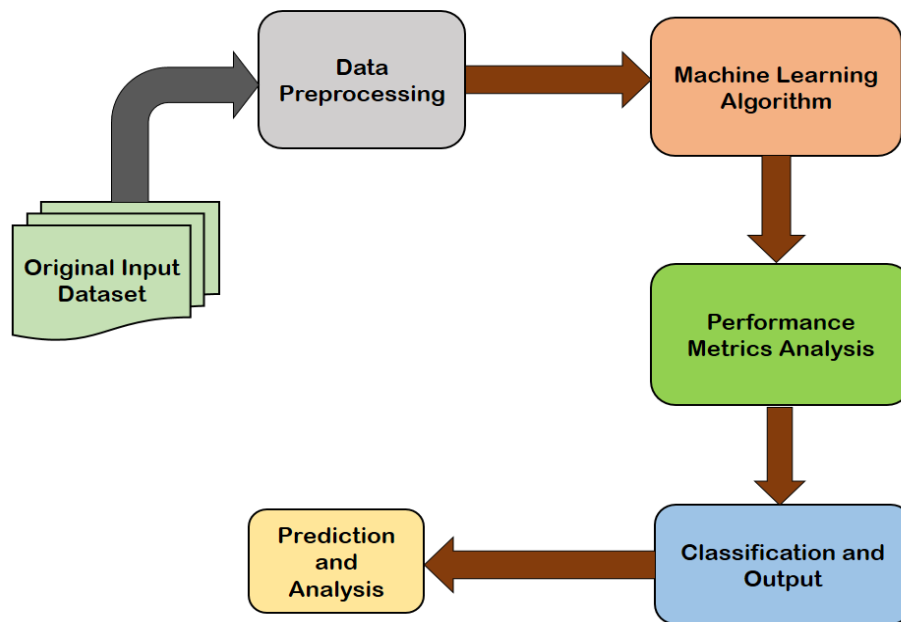 Data
Preprocessing
Machine Learning
Algorithm
Original Input
Dataset
Performance
Metrics Analysis
Classification and
Output
Prediction
and
Analysis